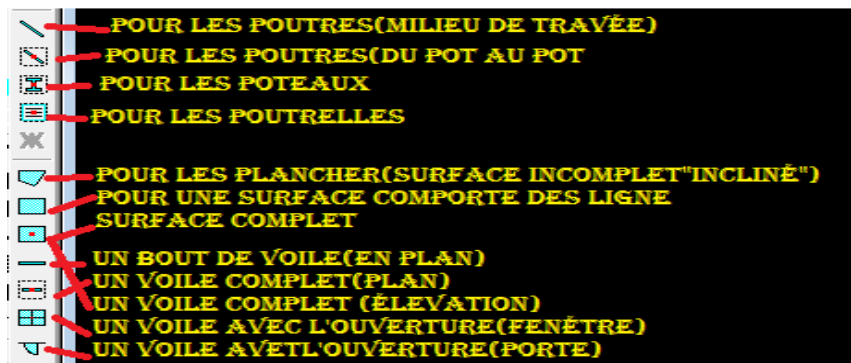 POUR LES POUTRES(MILIEU DE TRAVÉE)
POUR LES POUTRES(DU POT AU POT
POUR LES POTEAUX
POUR LES POUTRELLES
POUR LES PLANCHER(SURFACE INCOMPLET"INCLINÉ")
POUR UNE SURFACE COMPORTE DES LIGNE
SURFACE COMPLET
UN BOUT DE VOILE(EN PLAN)
UN VOILE COMPLET(PLAN)
UN VOILE COMPLET (ÉLEVATION)
UN VOILE AVEC L'OUVERTURE(FENÉTRE)
UN VOILE AVETL'OUVERTURE(PORTE)